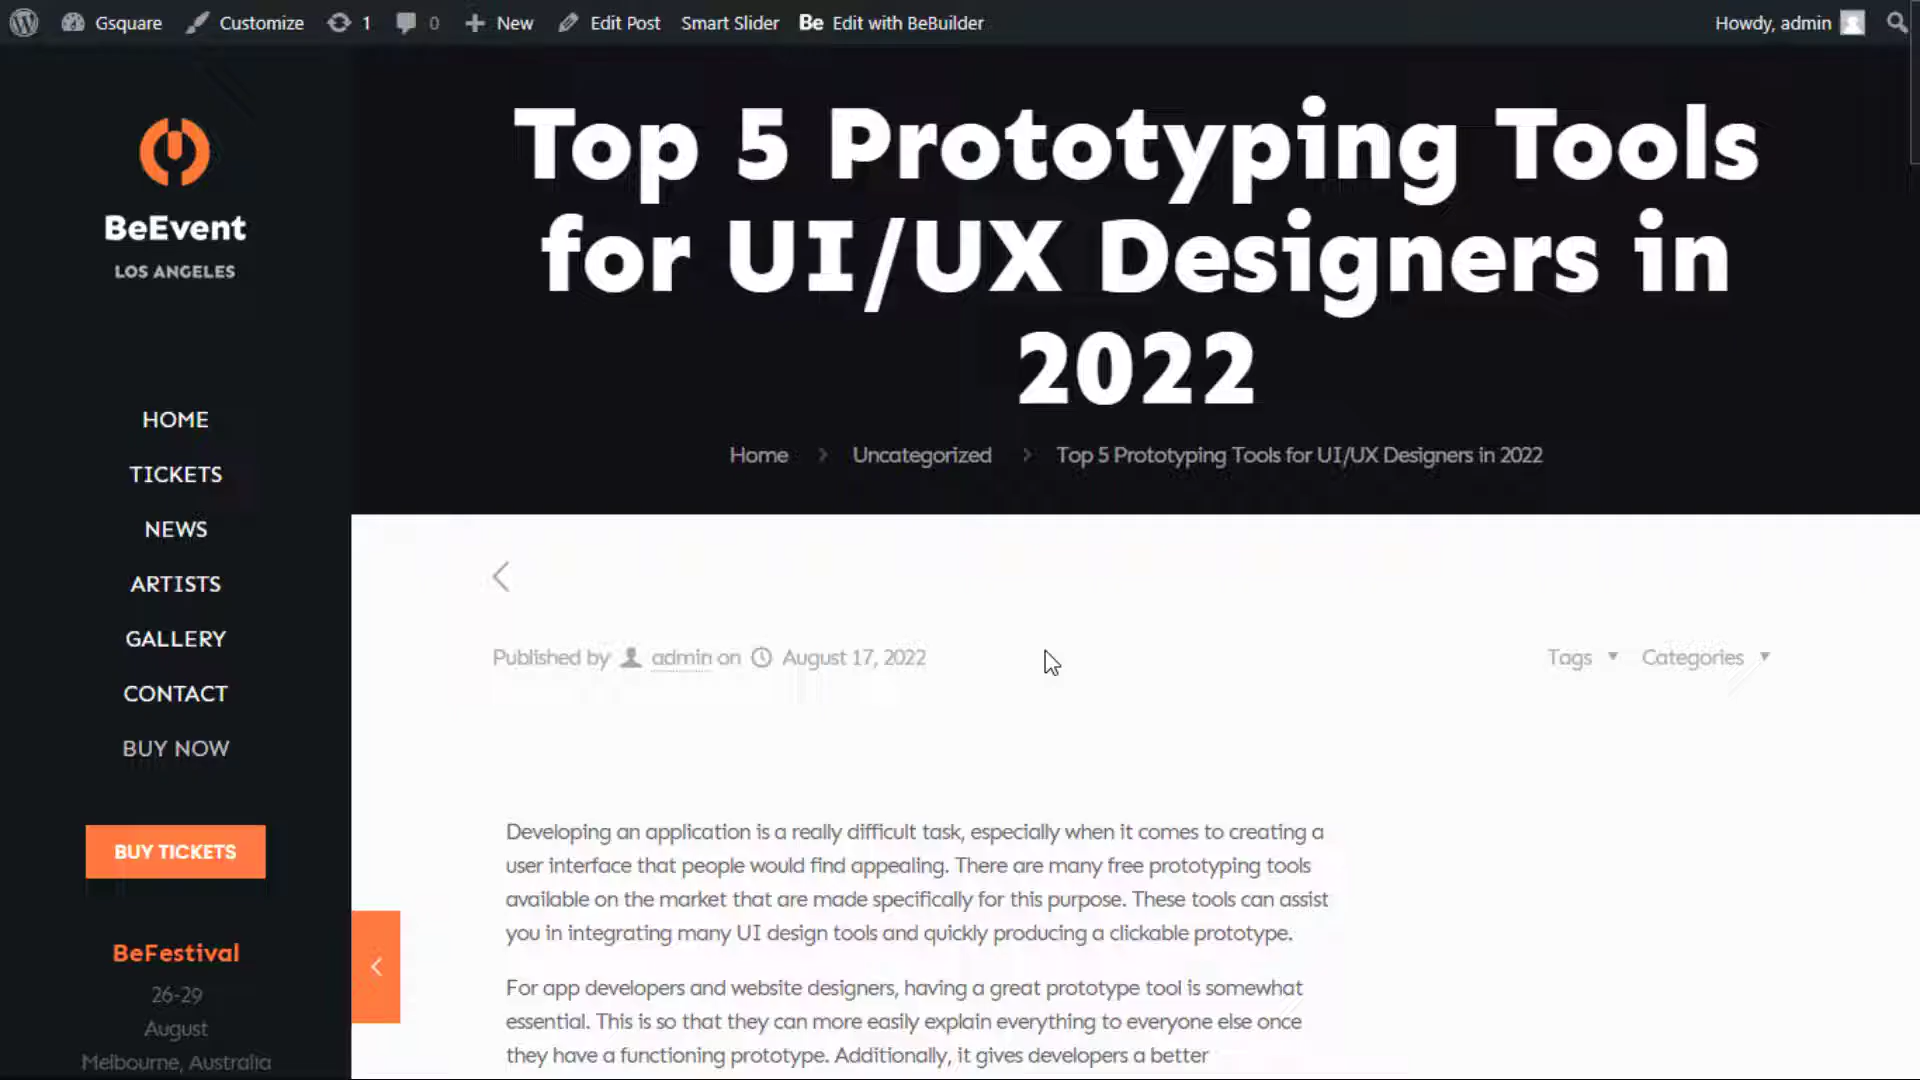 Gsquare Customize 1 0 New Edit Post Smart Slider Be Edit with BeBuilder Howdy, admin
BeEvent
LOS ANGELES
HOME
TICKETS
NEWS
ARTISTS
GALLERY
CONTACT
BUY NOW
BUY TICKETS
BeFestival
26-29
August
Melbourne, Australia
Top 5 Prototyping Tools
for UI/UX Designers in
2022
Home > Uncategorized > Top 5 Prototyping Tools for UI/UX Designers in 2022
Published by admin on August 17, 2022
Tags Categories
Developing an application is a really difficult task, especially when it comes to creating a
user interface that people would find appealing. There are many free prototyping tools
available on the market that are made specifically for this purpose. These tools can assist
you in integrating many UI design tools and quickly producing a clickable prototype.
For app developers and website designers, having a great prototype tool is somewhat
essential. This is so that they can more easily explain everything to everyone else once
they have a functioning prototype. Additionally, it gives developers a better